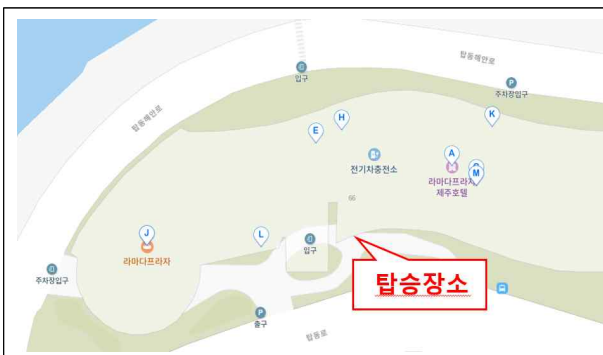 탑동해안로
입구
P
주차장입구
K
H
E
탑동해안로
A
전기차충전소
M
라마다프라자
제주호텔
66
J
L
입구
라마다프라자
주차장입구
탑승장소
P
출구
탑동로